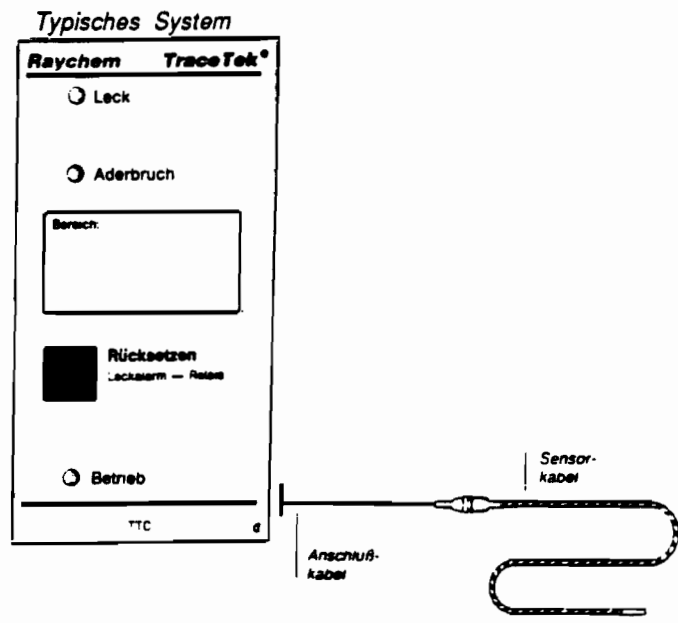 Typisches System
Raychem TraceTek®
Leck
Aderbruch
Bereich:
Rücksetzen
Leckalarm — Relais
Betrieb
TTC
Sensor-
kabel
Anschluß-
kabel